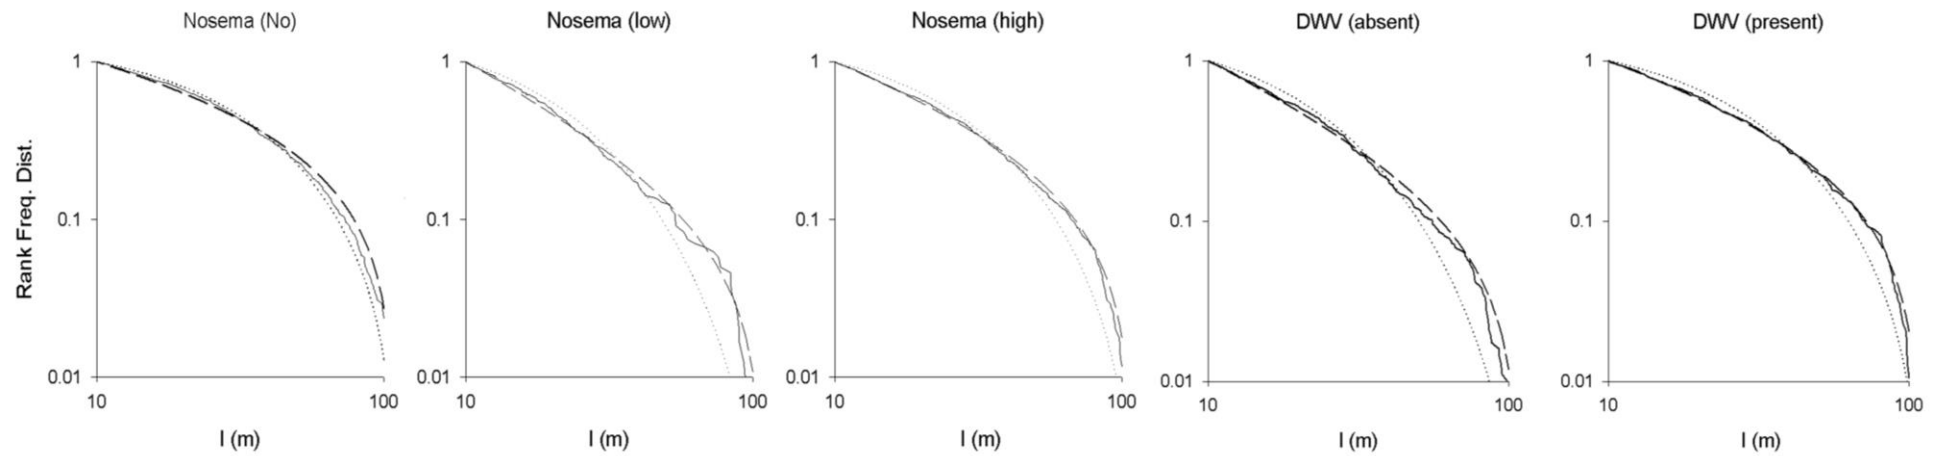 Nosema (No)
Nosema (low)
Nosema (high)
DWV (absent)
DWV (present)
Rank Freq. Dist.
1
0.1
0.01
10
100
l (m)
1
0.1
0.01
10
100
l (m)
1
0.1
0.01
10
100
l (m)
1
0.1
0.01
10
100
l (m)
1
0.1
0.01
10
100
l (m)